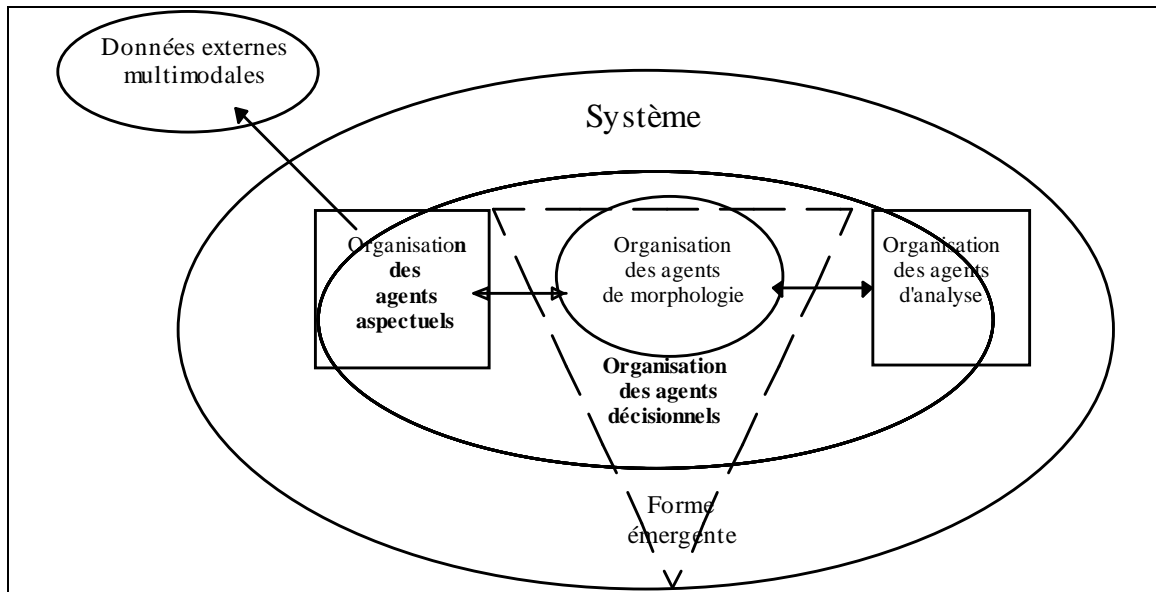 Données externes
multimodales
Système
Organisation
des
agents
aspectuels
Organisation
des agents
de morphologie
Organisation
des agents
d'analyse
Organisation
des agents
décisionnels
Forme
émergente